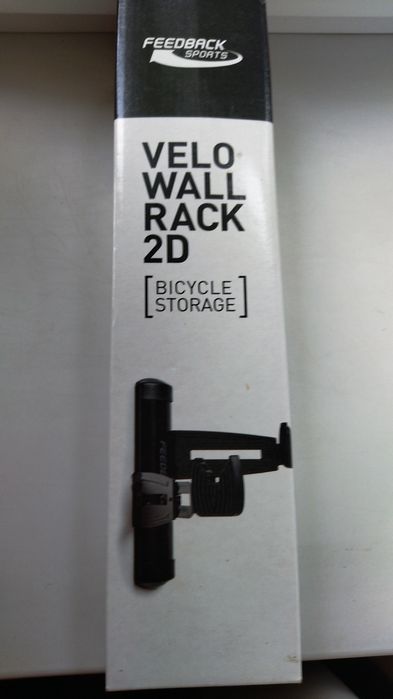 FEEDBACK
SPORTS
VELO
WALL
RACK
2D
[BICYCLE
STORAGE]